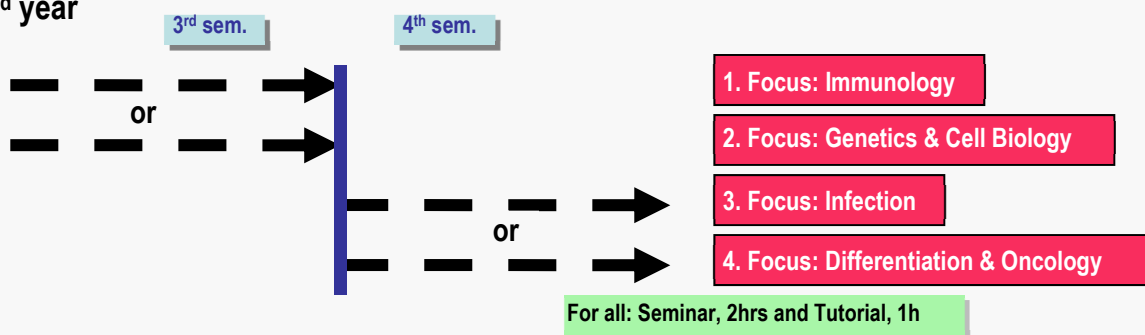 d year
3rd sem.
4th sem.
or
1. Focus: Immunology
2. Focus: Genetics & Cell Biology
3. Focus: Infection
or
4. Focus: Differentiation & Oncology
For all: Seminar, 2hrs and Tutorial, 1h